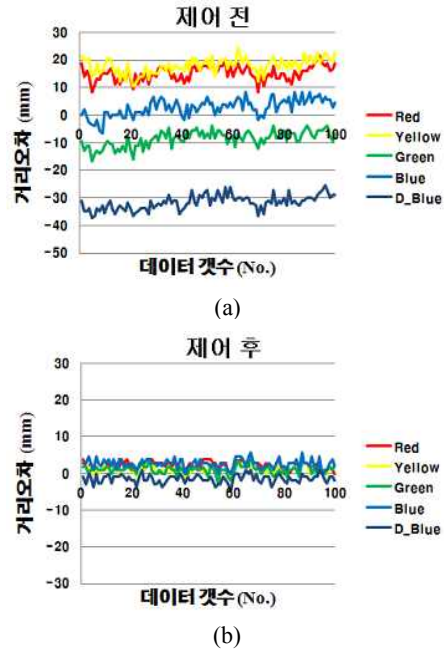 제어 전
30
20
10
0
-10
-20
-30
-40
-50
0 20 40 60 80 100
거리오차 (mm)
데이터 갯수 (No.)
Red
Yellow
Green
Blue
D_Blue
(a)
제어 후
30
20
10
0
-10
-20
-30
0 20 40 60 80 100
거리오차 (mm)
데이터 갯수 (No.)
Red
Yellow
Green
Blue
D_Blue
(b)